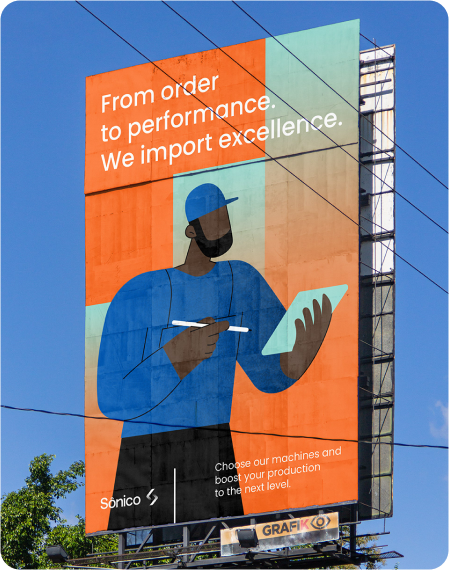 From order
to performance.
We import excellence.
Choose our machines and
boost your production
to the next level.
Sónico
GRAFIK